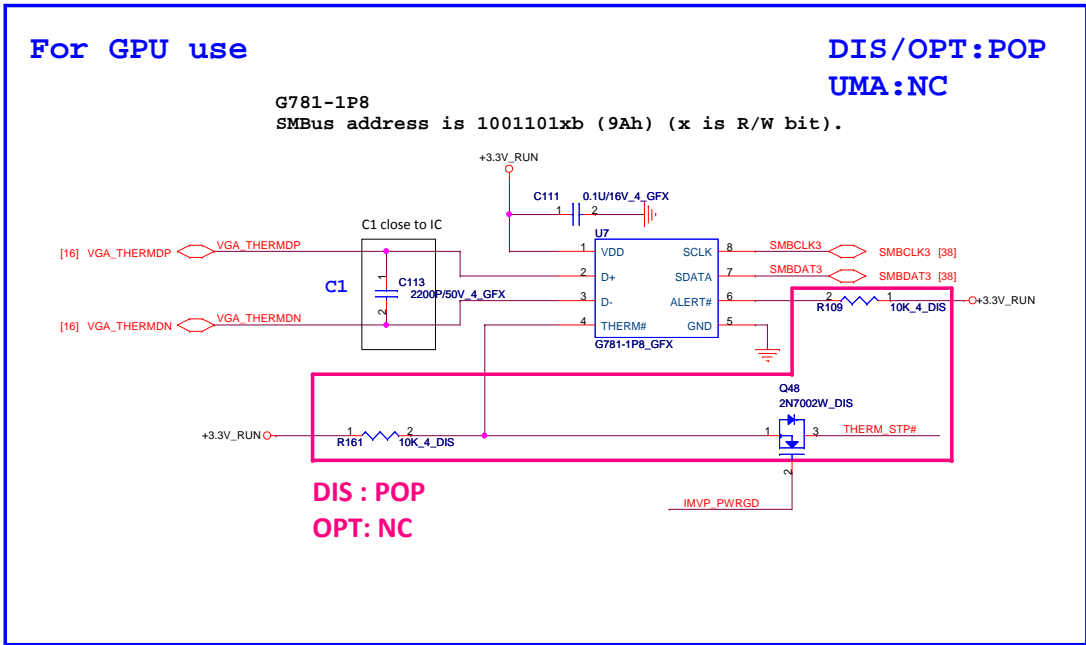 For GPU use
DIS/OPT:POP
UMA:NC
G781-1P8
SMBus address is 1001101xb (9Ah) (x is R/W bit).
+3.3V_RUN
C111 0.1U/16V_4_GFX
1 2
C1 close to IC
U7
[16] VGA_THERMDP VGA_THERMDP
1 VDD SCLK 8 SMBCLK3 SMBCLK3 [38]
2 D+ SDATA 7 SMBDAT3 SMBDAT3 [38]
C1 1 C113
2200P/50V_4_GFX
2
3 D- ALERT# 6 2 1 +3.3V_RUN
R109 10K_4_DIS
[16] VGA_THERMDN VGA_THERMDN
4 THERM# GND 5
G781-1P8_GFX
Q48
2N7002W_DIS
+3.3V_RUN 1 2 1 3 THERM_STP#
R161 10K_4_DIS
2
IMVP_PWRGD
DIS : POP
OPT: NC